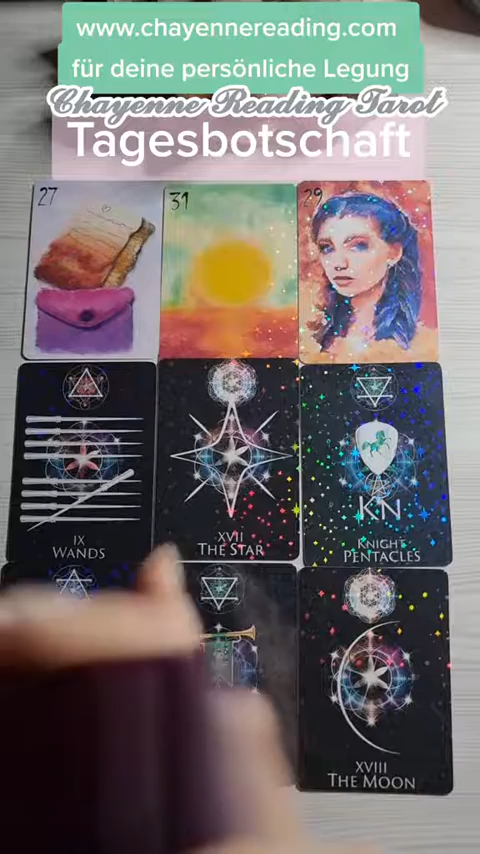 www.chayennereading.com
für deine persönliche Legung
Chayenne Reading Tarot
Tagesbotschaft
27
31
29
IX
WANDS
XVII
THE STAR
KN
KNIGHT
PENTACLES
XVIII
THE MOON